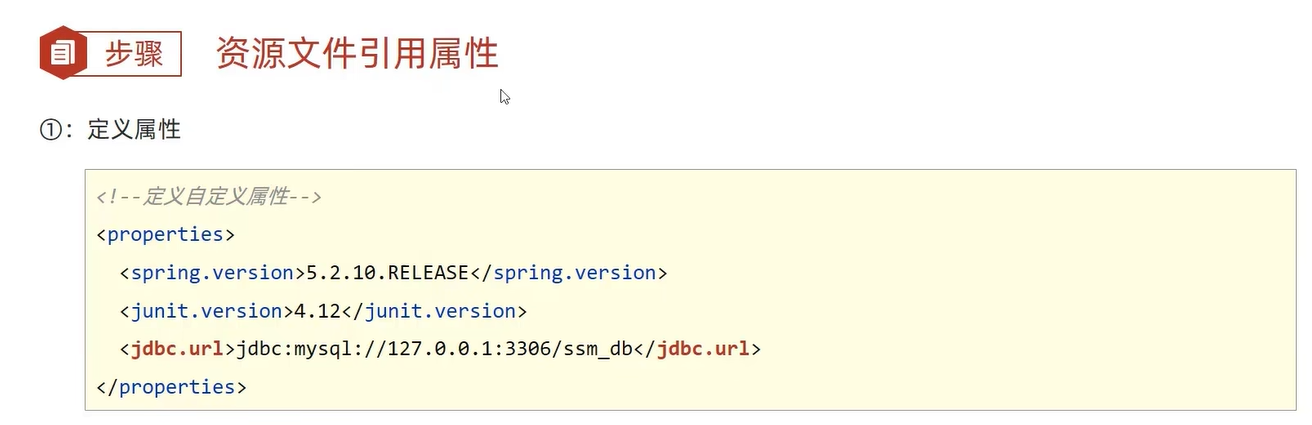 步骤 资源文件引用属性
①：定义属性
<!--定义自定义属性-->
<properties>
  <spring.version>5.2.10.RELEASE</spring.version>
  <junit.version>4.12</junit.version>
  <jdbc.url>jdbc:mysql://127.0.0.1:3306/ssm_db</jdbc.url>
</properties>